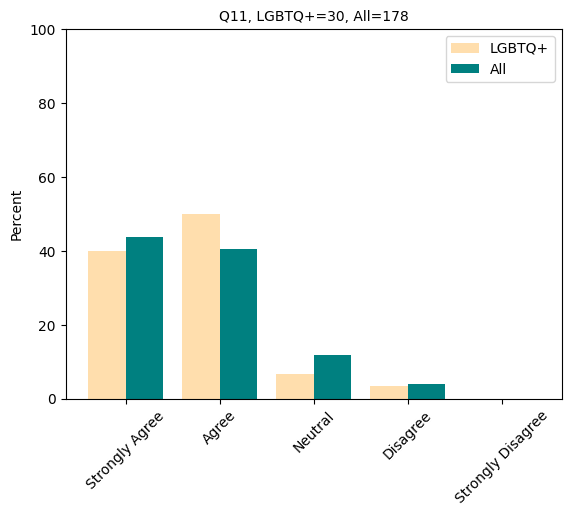 Q11, LGBTQ+=30, All=178
LGBTQ+
All
Percent
100
80
60
40
20
0
Strongly Agree
Agree
Neutral
Disagree
Strongly Disagree